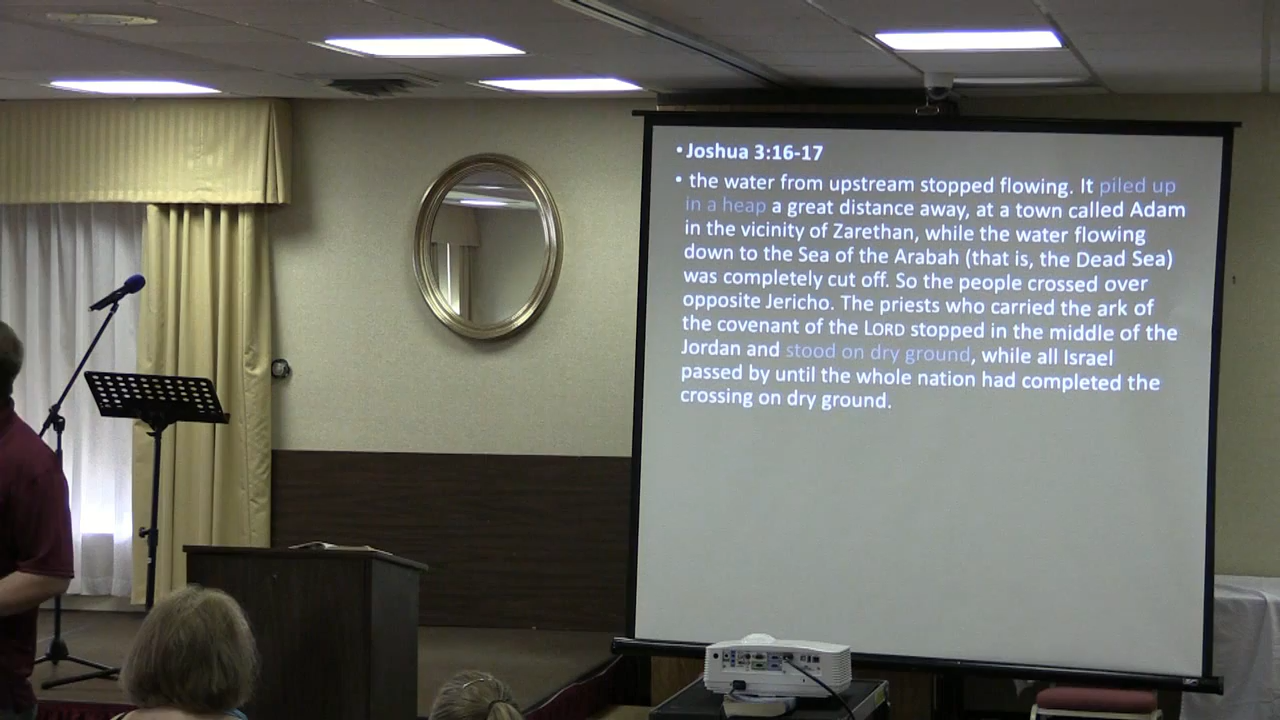 • Joshua 3:16-17
• the water from upstream stopped flowing. It piled up
in a heap a great distance away, at a town called Adam
in the vicinity of Zarethan, while the water flowing
down to the Sea of the Arabah (that is, the Dead Sea)
was completely cut off. So the people crossed over
opposite Jericho. The priests who carried the ark of
the covenant of the LORD stopped in the middle of the
Jordan and stood on dry ground, while all Israel
passed by until the whole nation had completed the
crossing on dry ground.